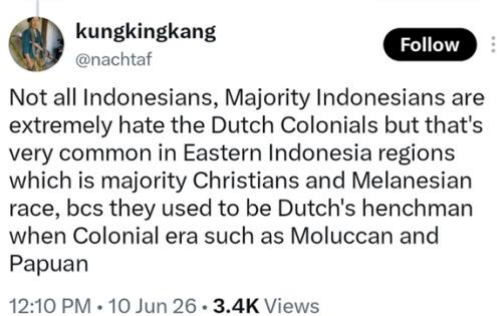 kungkingkang
@nachtaf
Follow
Not all Indonesians, Majority Indonesians are
extremely hate the Dutch Colonials but that's
very common in Eastern Indonesia regions
which is majority Christians and Melanesian
race, bcs they used to be Dutch's henchman
when Colonial era such as Moluccan and
Papuan
12:10 PM • 10 Jun 26 • 3.4K Views